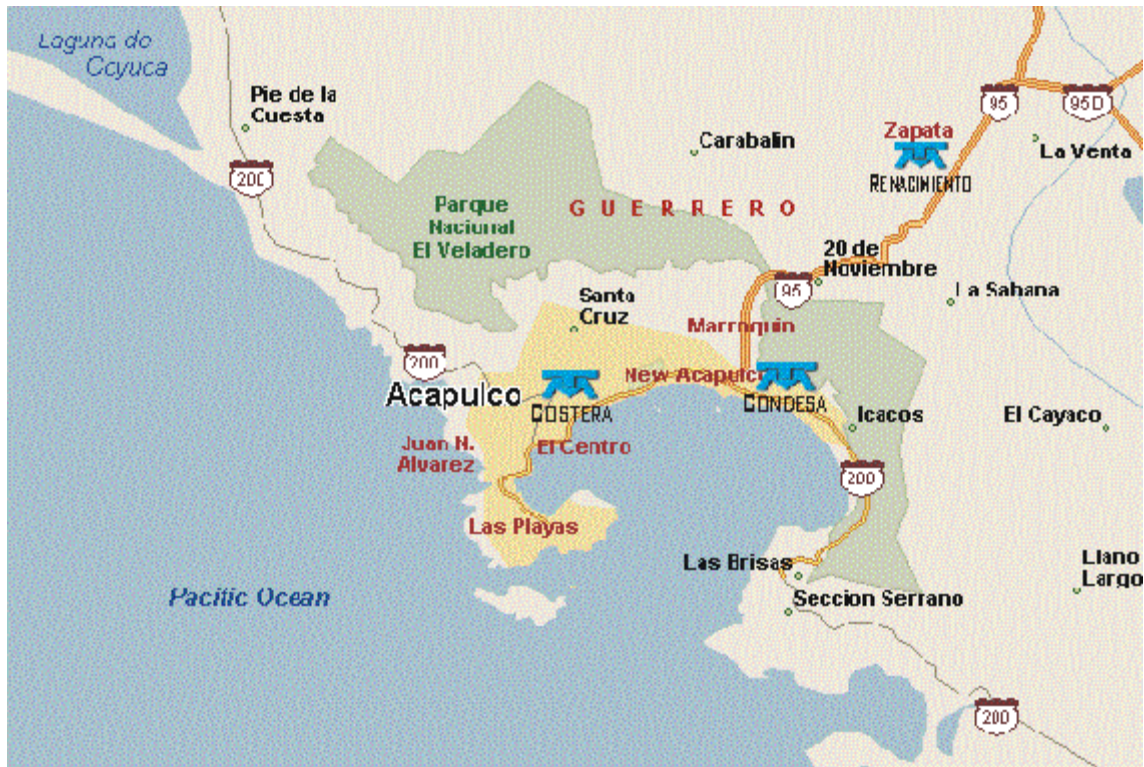 Laguna de
Coyuca
Pie de la
Cuesta
95
95D
Zapata
Carabalin
La Venta
200
RENACIMIENTO
Parque
Nacional
El Veladero
GUERRERO
20 de
Noviembre
95
La Sabana
Santa
Cruz
Marroquin
200
New Acapulco
Acapulco
COSTERA
CONDESA
Icacos
El Cayaco
Juan N.
Alvarez
El Centro
200
Las Playas
Las Brisas
Llano
Largo
Pacific Ocean
Seccion Serrano
200